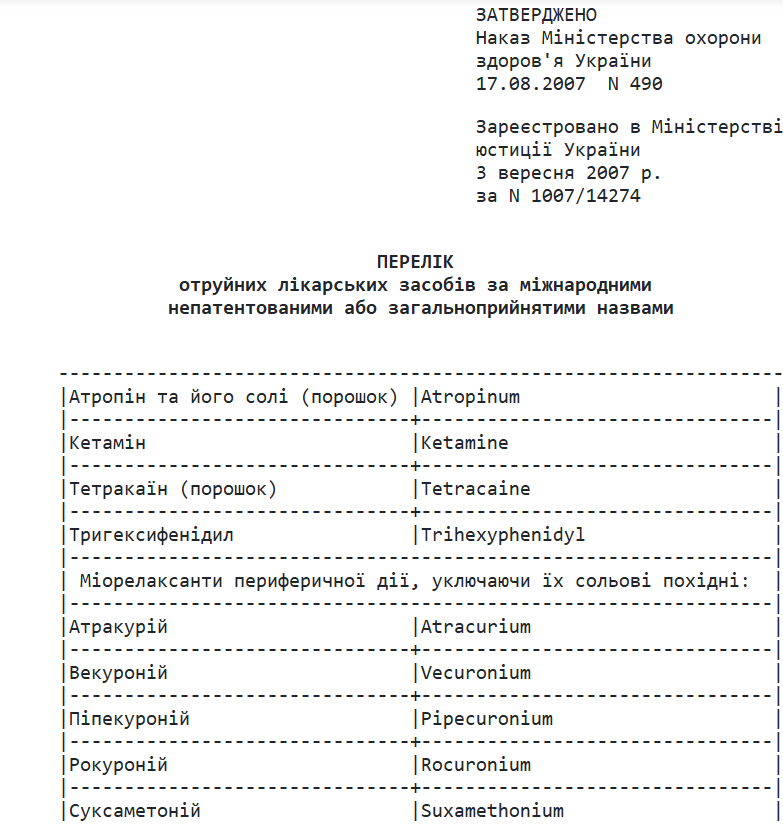 ЗАТВЕРДЖЕНО
Наказ Міністерства охорони
здоров'я України
17.08.2007  N 490
Зареєстровано в Міністерстві
юстиції України
3 вересня 2007 р.
за N 1007/14274
ПЕРЕЛІК
отруйних лікарських засобів за міжнародними
непатентованими або загальноприйнятими назвами
|Атропін та його солі (порошок) |Atropinum |
|Кетамін |Ketamine |
|Тетракаїн (порошок) |Tetracaine |
|Тригексифенідил |Trihexyphenidyl |
| Міорелаксанти периферичної дії, уключаючи їх сольові похідні: |
|Атракурій |Atracurium |
|Векуроній |Vecuronium |
|Піпекуроній |Pipecuronium |
|Рокуроній |Rocuronium |
|Суксаметоній |Suxamethonium |